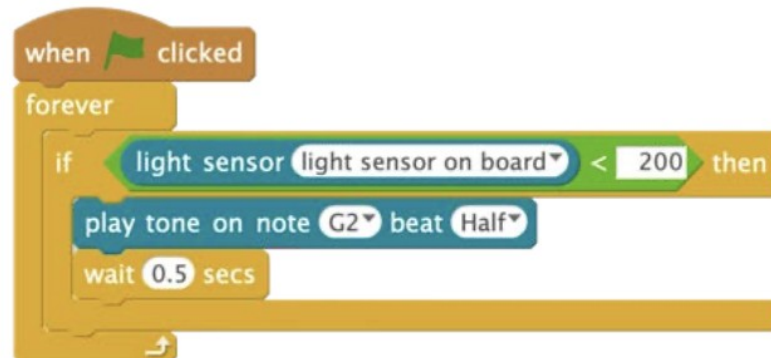 when clicked
forever
if light sensor light sensor on board < 200 then
play tone on note G2 beat Half
wait 0.5 secs